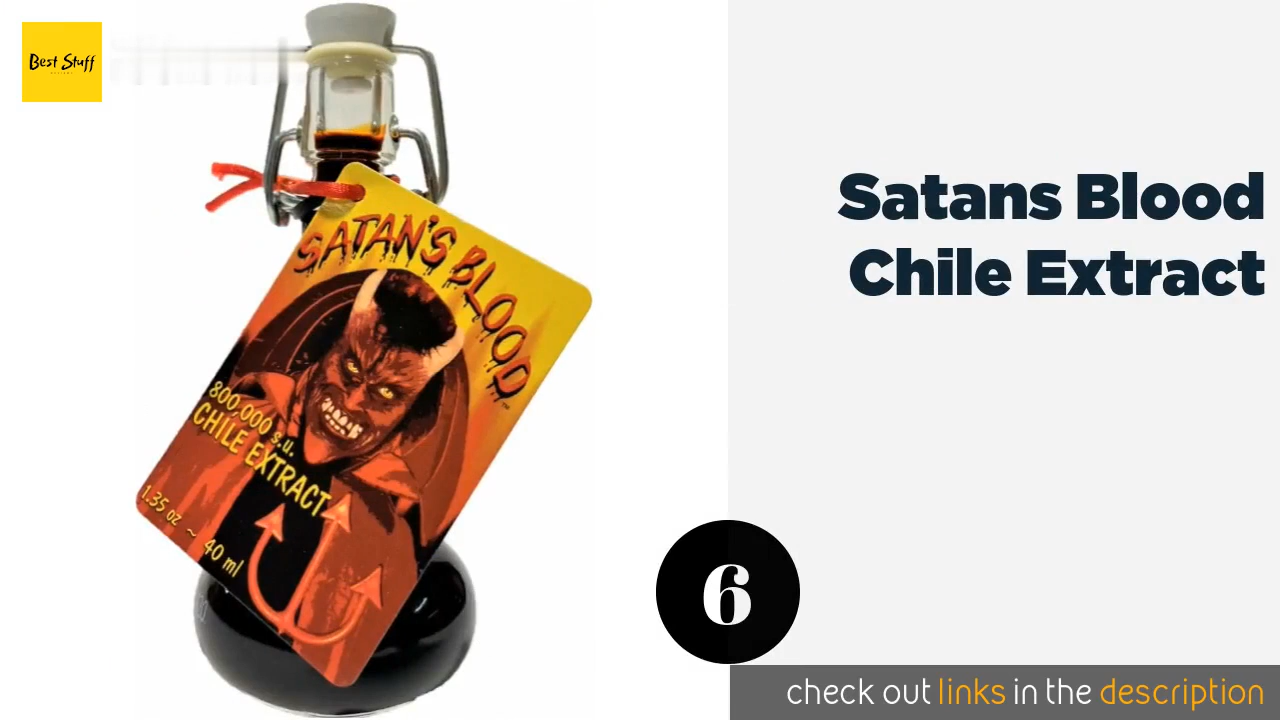 Best Stuff
SATAN'S BLOOD
800,000 s.u.
CHILE EXTRACT
1.35 oz ~ 40 ml
Satans Blood
Chile Extract
6
check out links in the description